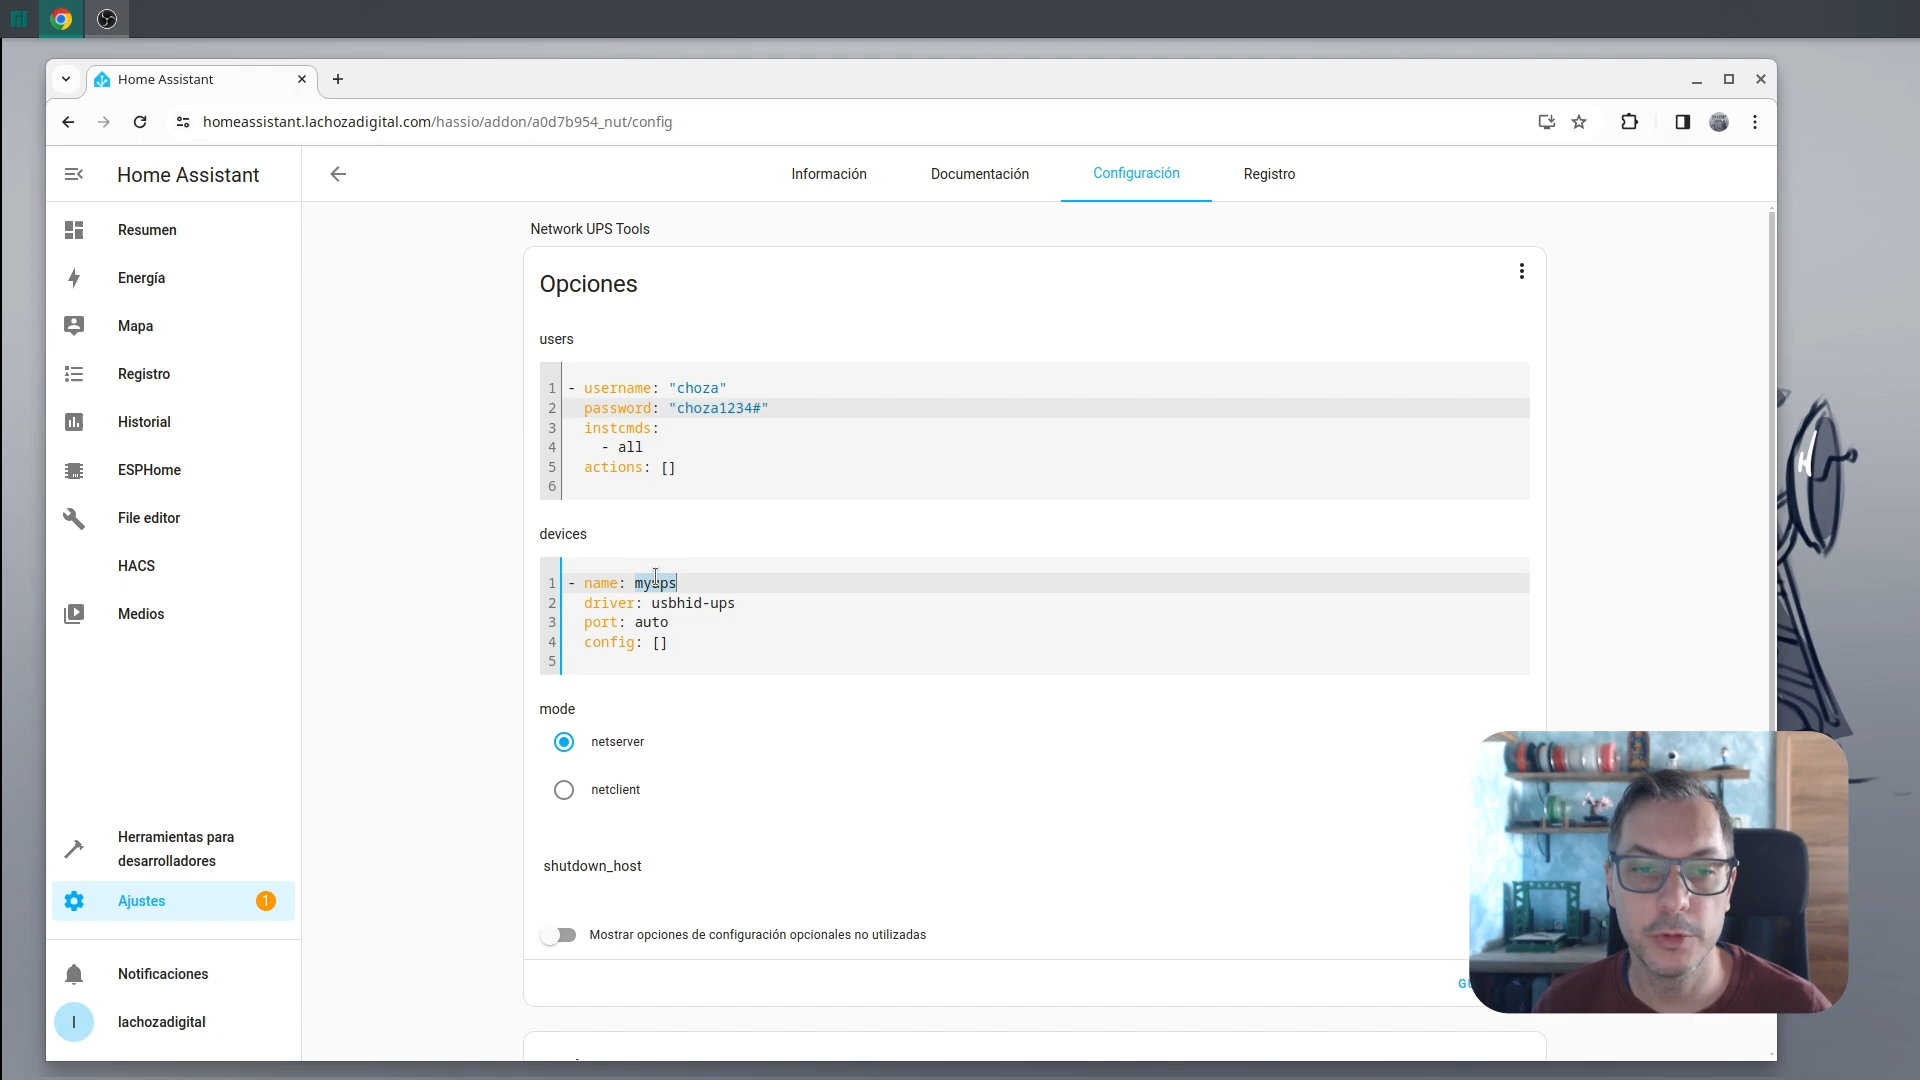 Home Assistant
homeassistant.lachozadigital.com/hassio/addon/a0d7b954_nut/config
Home Assistant
Información
Documentación
Configuración
Registro
Resumen
Energía
Mapa
Registro
Historial
ESPHome
File editor
HACS
Medios
Herramientas para
desarrolladores
Ajustes
1
Notificaciones
l
lachozadigital
Network UPS Tools
Opciones
users
1 - username: "choza"
2 password: "choza1234#"
3 instcmds:
4 - all
5 actions: []
6
devices
1 - name: myups
2 driver: usbhid-ups
3 port: auto
4 config: []
5
mode
netserver
netclient
shutdown_host
Mostrar opciones de configuración opcionales no utilizadas